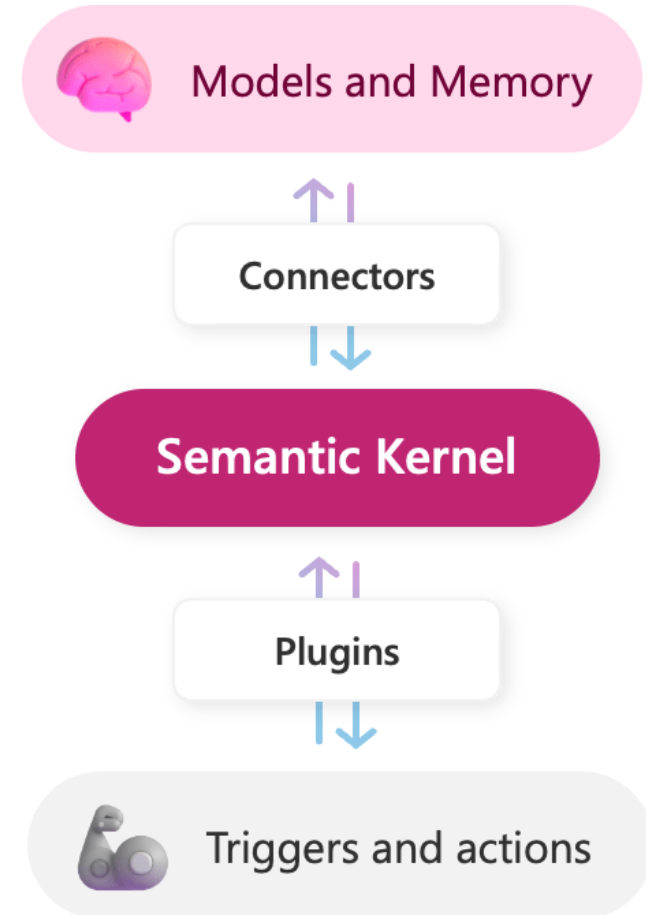 Models and Memory
Connectors
Semantic Kernel
Plugins
Triggers and actions